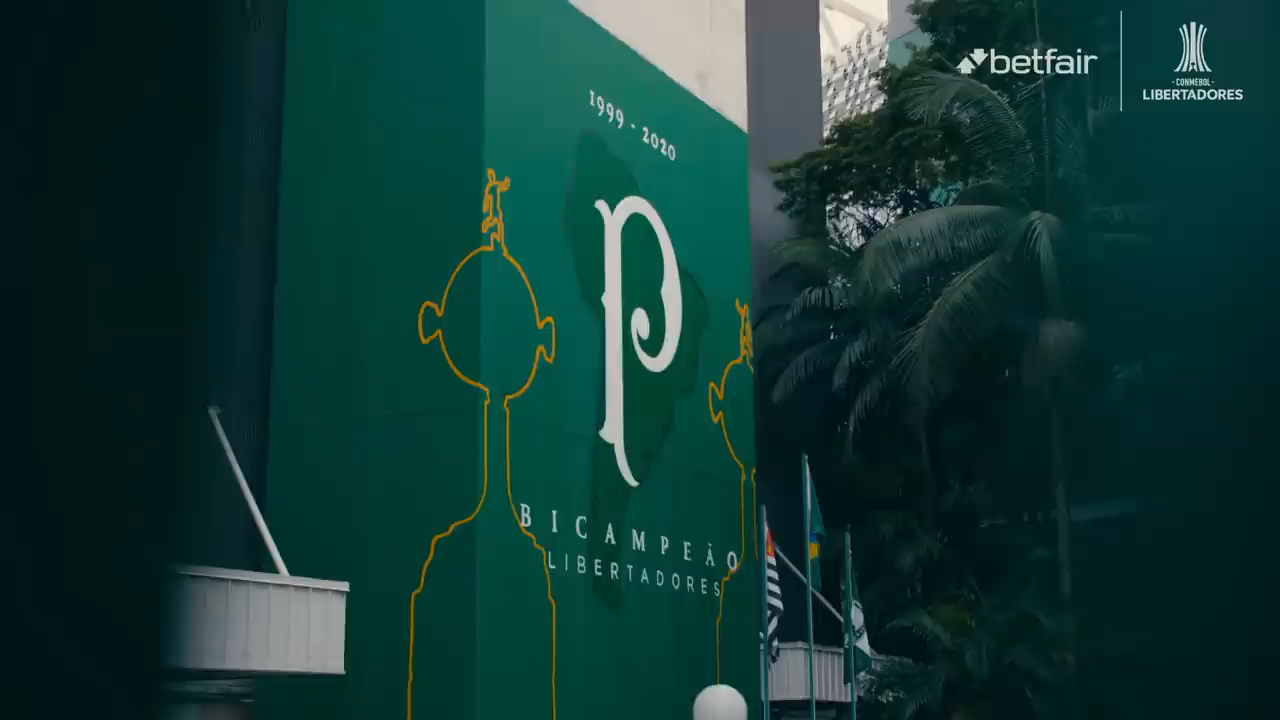 betfair
CONMEBOL
LIBERTADORES
1999 - 2020
P
BICAMPEÃO
LIBERTADORES